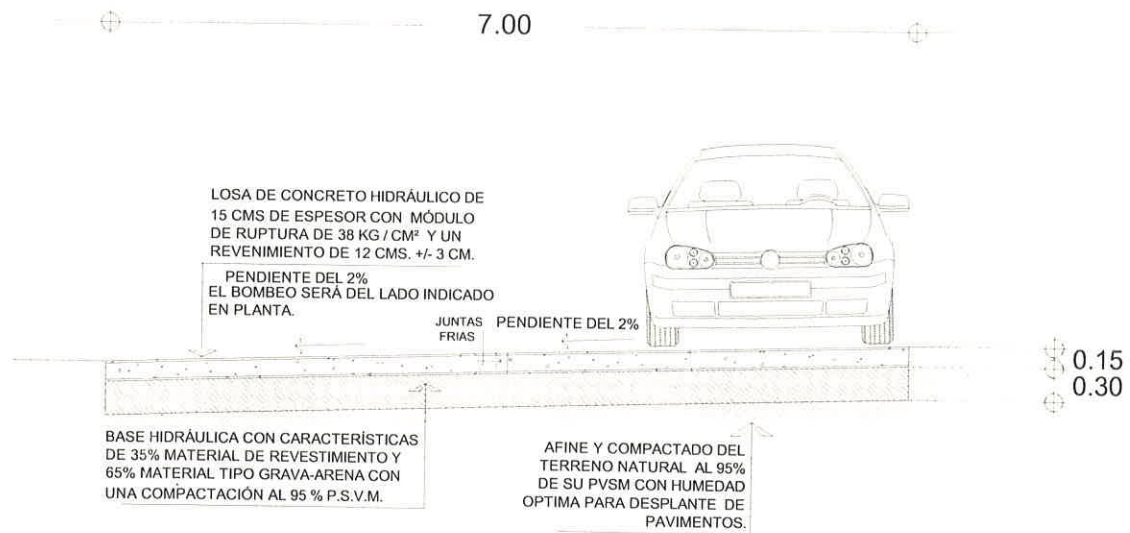 7.00
LOSA DE CONCRETO HIDRÁULICO DE
15 CMS DE ESPESOR CON MÓDULO
DE RUPTURA DE 38 KG / CM² Y UN
REVENIMIENTO DE 12 CMS. +/- 3 CM.
PENDIENTE DEL 2%
EL BOMBEO SERÁ DEL LADO INDICADO
EN PLANTA.
JUNTAS
FRIAS
PENDIENTE DEL 2%
0.15
0.30
BASE HIDRÁULICA CON CARACTERÍSTICAS
DE 35% MATERIAL DE REVESTIMIENTO Y
65% MATERIAL TIPO GRAVA-ARENA CON
UNA COMPACTACIÓN AL 95 % P.S.V.M.
AFINE Y COMPACTADO DEL
TERRENO NATURAL AL 95%
DE SU PVSM CON HUMEDAD
OPTIMA PARA DESPLANTE DE
PAVIMENTOS.